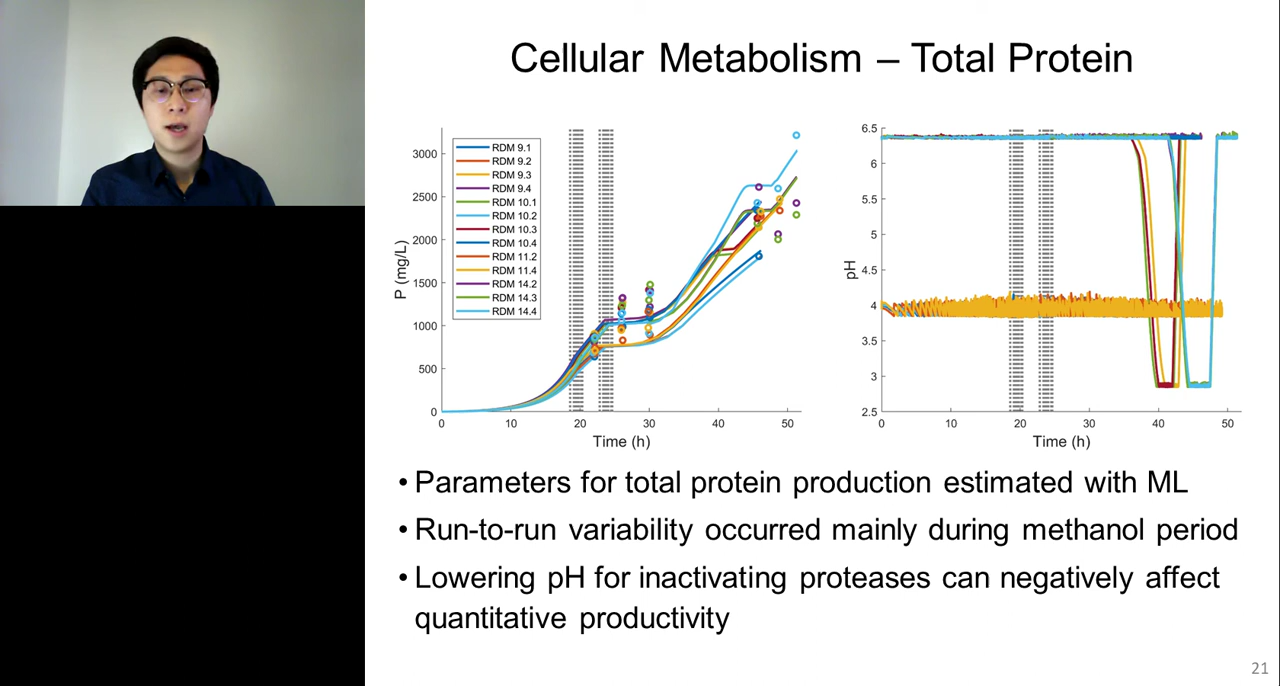 Cellular Metabolism – Total Protein
P (mg/L)
3000
2500
2000
1500
1000
500
0
RDM 9.1
RDM 9.2
RDM 9.3
RDM 9.4
RDM 10.1
RDM 10.2
RDM 10.3
RDM 10.4
RDM 11.2
RDM 11.4
RDM 14.2
RDM 14.3
RDM 14.4
0 10 20 30 40 50
Time (h)
pH
6.5
6
5.5
5
4.5
4
3.5
3
2.5
0 10 20 30 40 50
Time (h)
• Parameters for total protein production estimated with ML
• Run-to-run variability occurred mainly during methanol period
• Lowering pH for inactivating proteases can negatively affect
quantitative productivity
21